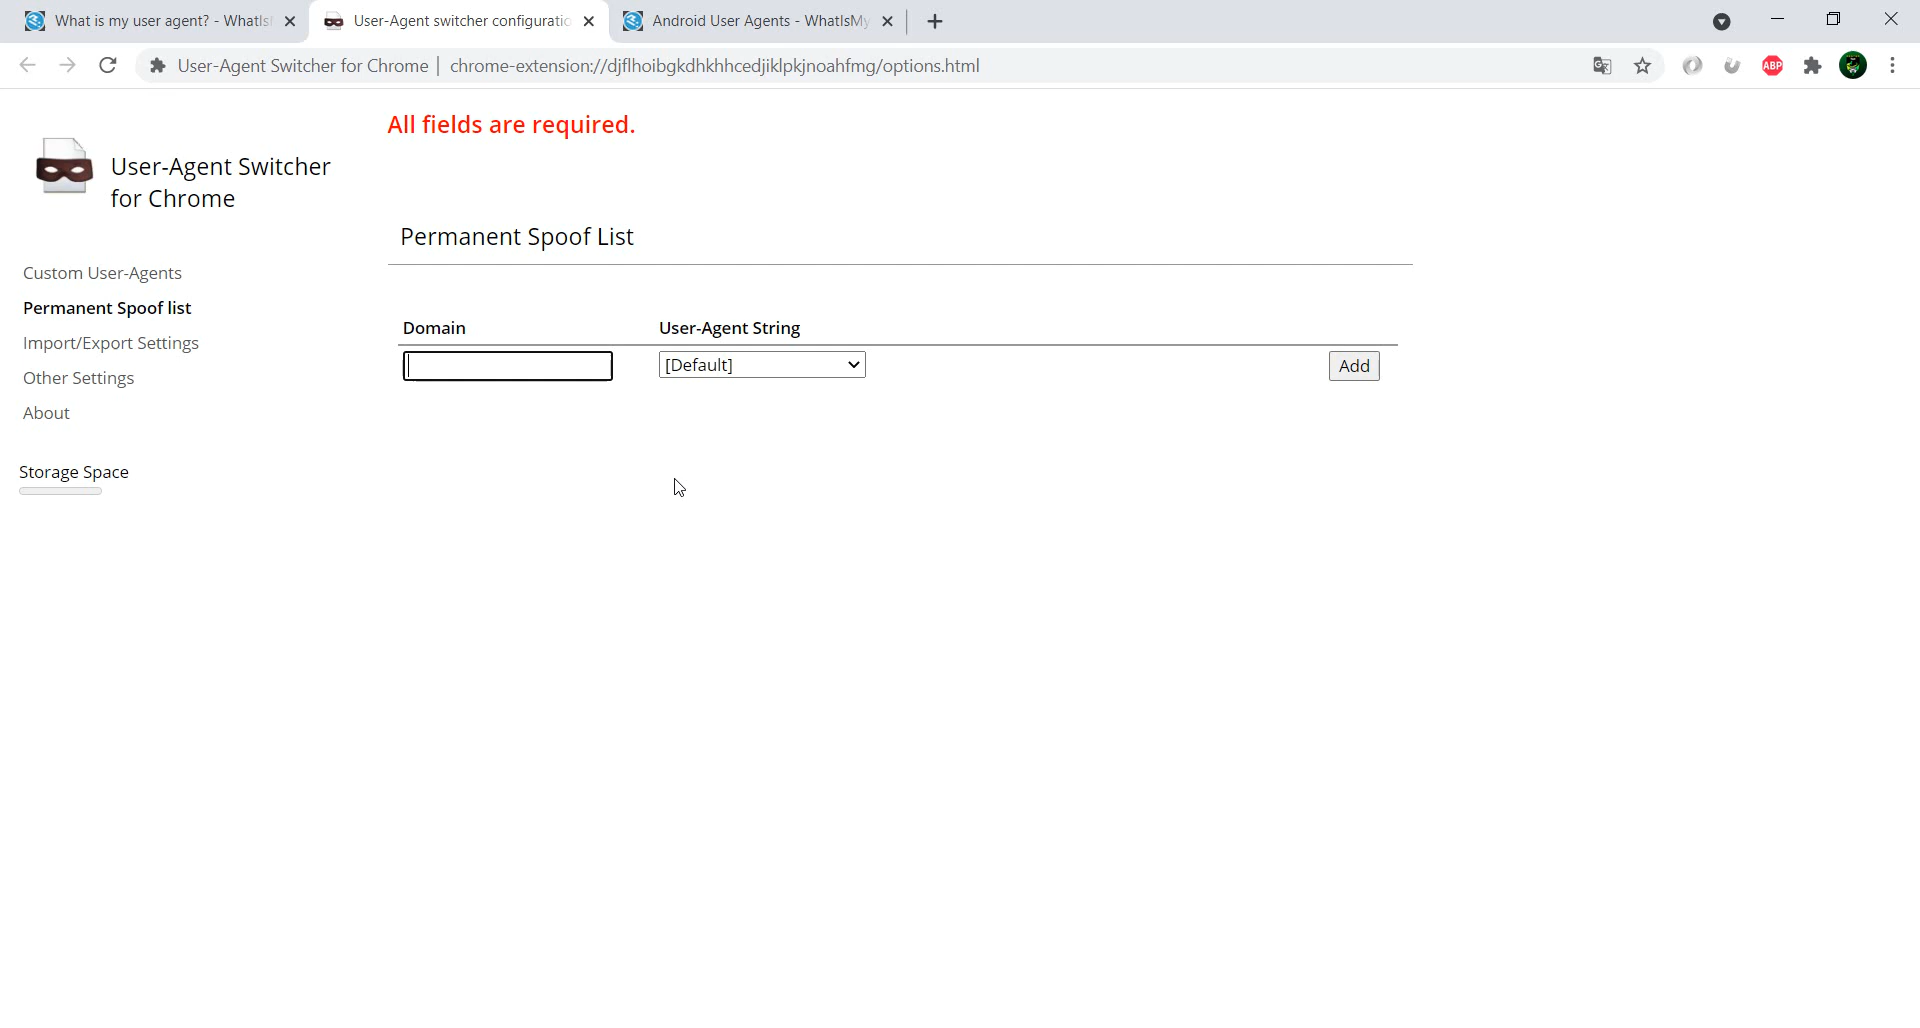 What is my user agent? - WhatIs
User-Agent switcher configuratio
Android User Agents - WhatIsMy
User-Agent Switcher for Chrome | chrome-extension://djflhoibgkdhkhhcedjiklpkjnoahfmg/options.html
ABP
All fields are required.
User-Agent Switcher
for Chrome
Permanent Spoof List
Custom User-Agents
Permanent Spoof list
Import/Export Settings
Other Settings
About
Storage Space
Domain User-Agent String
[Default] Add